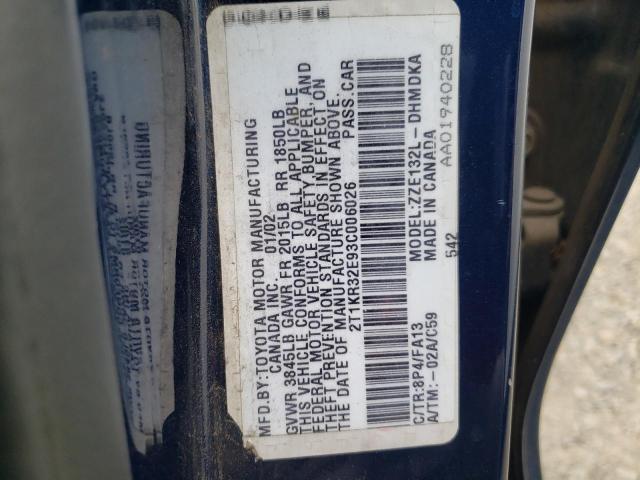 MFD.BY:TOYOTA MOTOR MANUFACTURING
CANADA INC. 01/02
GVWR 3845LB GAWR FR 2015LB RR 1850LB
THIS VEHICLE CONFORMS TO ALL APPLICABLE
FEDERAL MOTOR VEHICLE SAFETY BUMPER, AND
THEFT PREVENTION STANDARDS IN EFFECT ON
THE DATE OF MANUFACTURE SHOWN ABOVE.
2T1KR32E93C006026 PASS.CAR
C/TR:8P4/FA13 MODEL:ZZE132L-DHMDKA
A/TM:-02A/C59 MADE IN CANADA
542 AA01940228